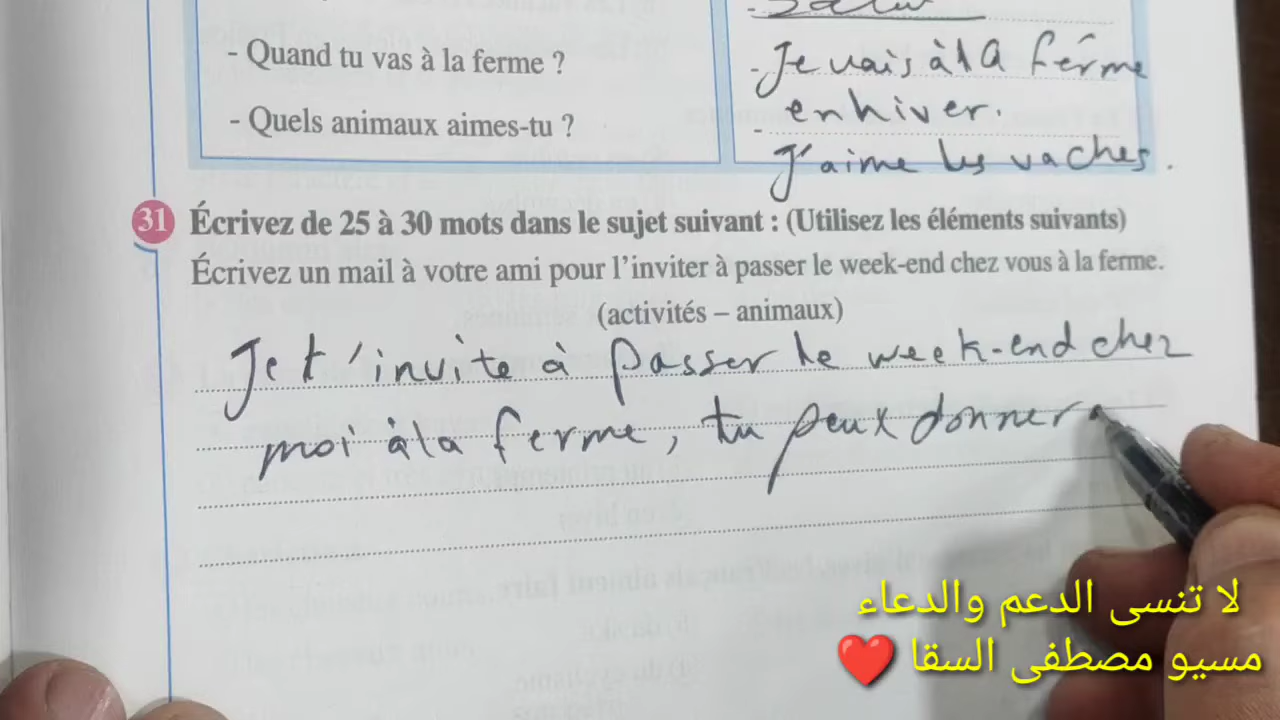 - Salut
- Quand tu vas à la ferme ?
- Je vais à la ferme
en hiver.
- Quels animaux aimes-tu ?
- J'aime les vaches.
31 Écrivez de 25 à 30 mots dans le sujet suivant : (Utilisez les éléments suivants)
Écrivez un mail à votre ami pour l'inviter à passer le week-end chez vous à la ferme.
(activités – animaux)
Je t'invite à passer le week-end chez
moi à la ferme, tu peux donner
لا تنسى الدعم والدعاء
مسيو مصطفى السقا ❤️